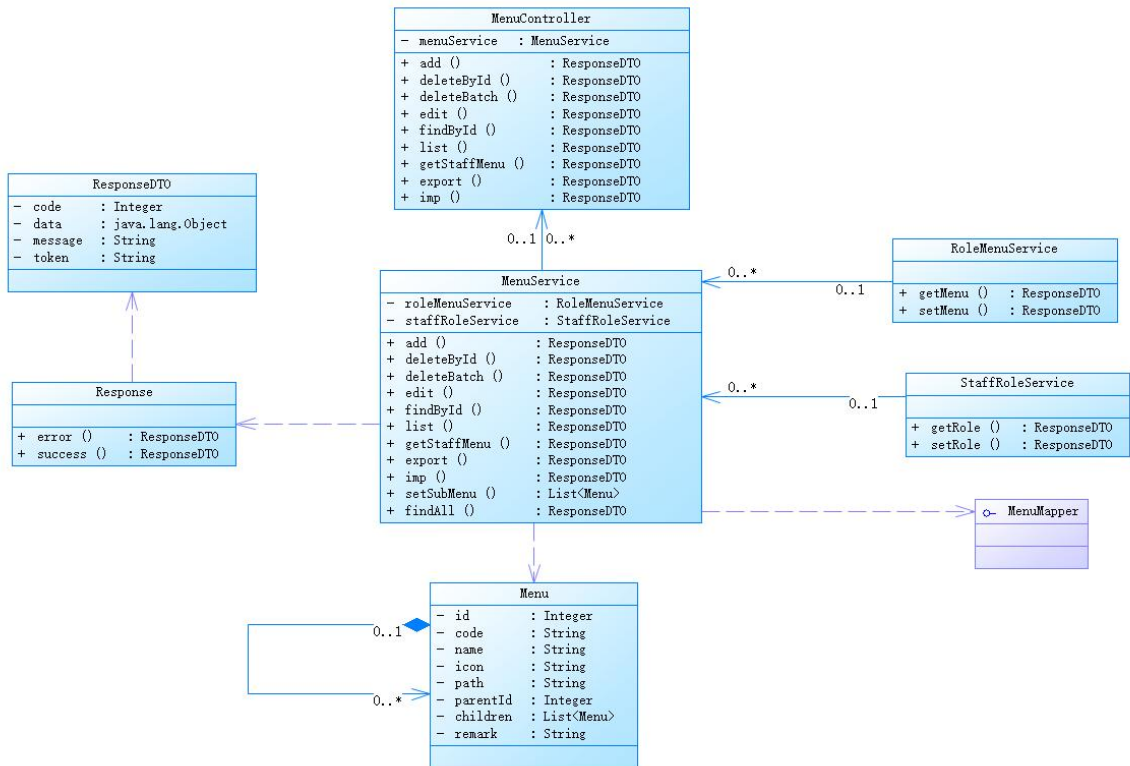 MenuController
- menuService : MenuService
+ add () : ResponseDTO
+ deleteById () : ResponseDTO
+ deleteBatch () : ResponseDTO
+ edit () : ResponseDTO
+ findById () : ResponseDTO
+ list () : ResponseDTO
+ getStaffMenu () : ResponseDTO
+ export () : ResponseDTO
+ imp () : ResponseDTO
ResponseDTO
- code : Integer
- data : java.lang.Object
- message : String
- token : String
0..1 0..*
RoleMenuService
+ getMenu () : ResponseDTO
+ setMenu () : ResponseDTO
0..*
0..1
MenuService
- roleMenuService : RoleMenuService
- staffRoleService : StaffRoleService
+ add () : ResponseDTO
+ deleteById () : ResponseDTO
+ deleteBatch () : ResponseDTO
+ edit () : ResponseDTO
+ findById () : ResponseDTO
+ list () : ResponseDTO
+ getStaffMenu () : ResponseDTO
+ export () : ResponseDTO
+ imp () : ResponseDTO
+ setSubMenu () : List<Menu>
+ findAll () : ResponseDTO
Response
+ error () : ResponseDTO
+ success () : ResponseDTO
0..*
0..1
StaffRoleService
+ getRole () : ResponseDTO
+ setRole () : ResponseDTO
MenuMapper
Menu
- id : Integer
- code : String
- name : String
- icon : String
- path : String
- parentId : Integer
- children : List<Menu>
- remark : String
0..1
0..*